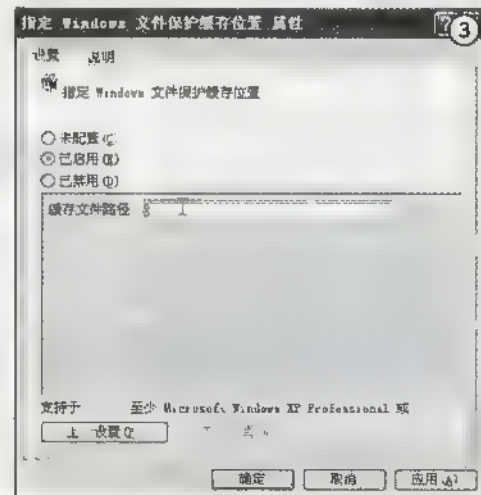 指定 Windows 文件保护缓存位置 属性
③
设置 说明
指定 Windows 文件保护缓存位置
未配置(C)
已启用(E)
已禁用(D)
缓存文件路径
支持于 至少 Microsoft Windows XP Professional 或
上 设置(P)
确定 取消 应用(A)